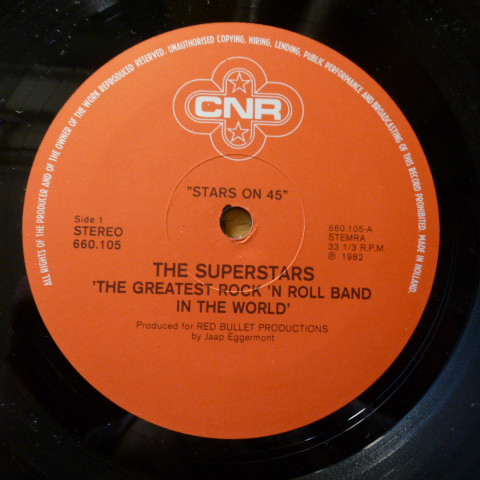 ALL RIGHTS OF THE PRODUCER AND OF THE OWNER OF THE WORK REPRODUCED RESERVED. UNAUTHORISED COPYING, HIRING, LENDING, PUBLIC PERFORMANCE AND BROADCASTING OF THIS RECORD PROHIBITED. MADE IN HOLLAND.
CNR
"STARS ON 45"
Side 1
STEREO
660.105
660.105-A
STEMRA
33 1/3 R.P.M.
℗ 1982
THE SUPERSTARS
'THE GREATEST ROCK 'N ROLL BAND
IN THE WORLD'
Produced for RED BULLET PRODUCTIONS
by Jaap Eggermont